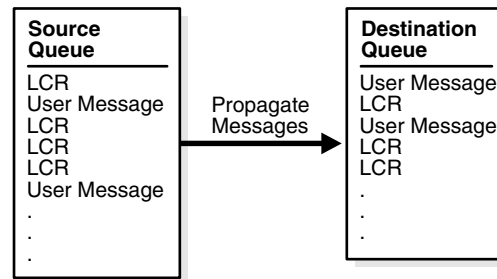 Source
Queue
LCR
User Message
LCR
LCR
LCR
User Message
.
.
.
Propagate
Messages
Destination
Queue
User Message
LCR
User Message
LCR
LCR
.
.
.